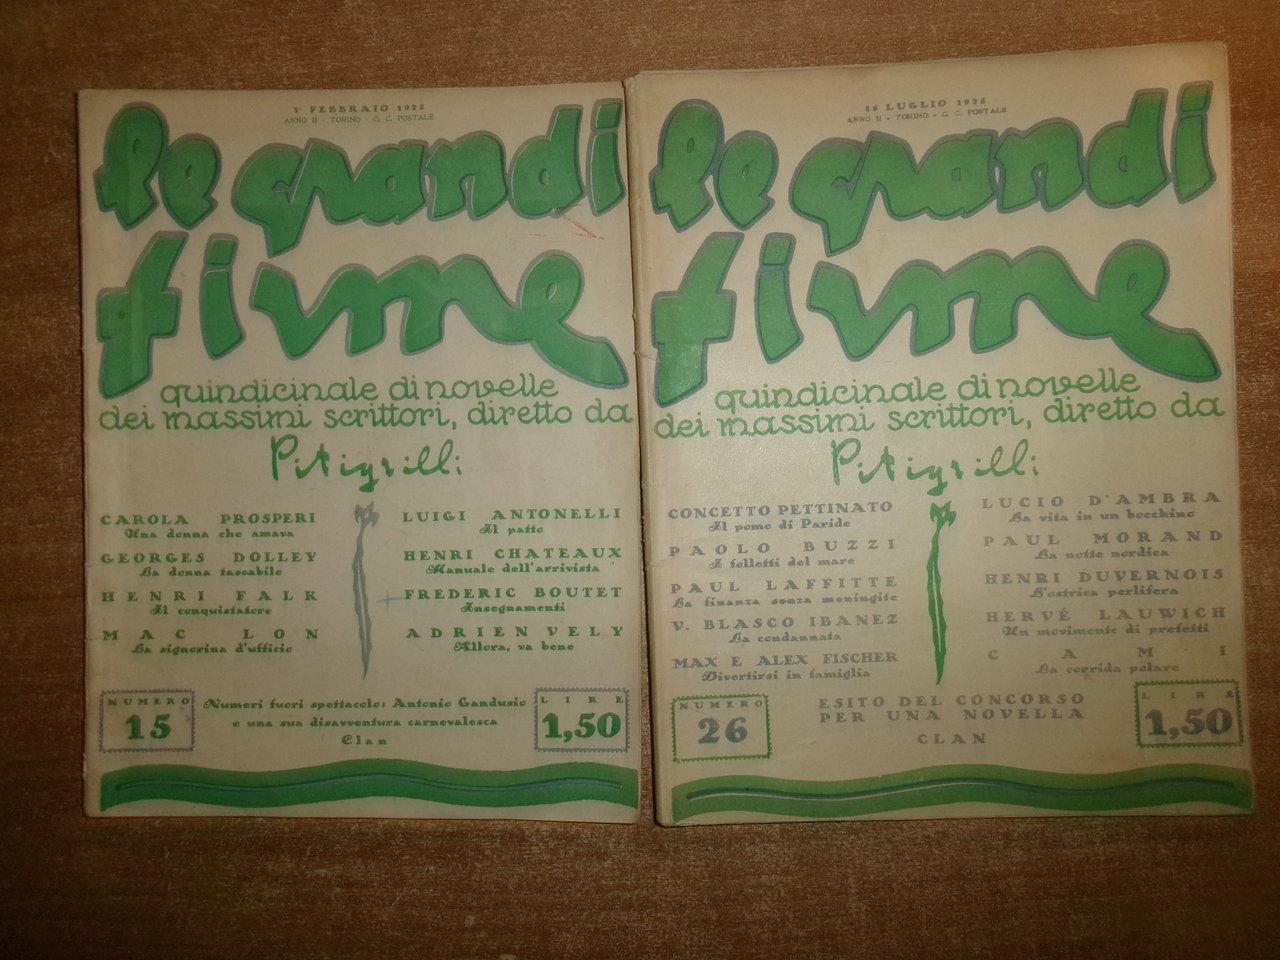 1° FEBBRAIO 1925
ANNO II - TORINO - C. C. POSTALE
le grandi
firme
quindicinale di novelle
dei massimi scrittori, diretto da
Pitigrilli
CAROLA PROSPERI
Una donna che amava
GEORGES DOLLEY
La donna tascabile
HENRI FALK
Il conquistatore
MAC LON
La signorina d'ufficio
LUIGI ANTONELLI
Il patto
HENRI CHATEAUX
Manuale dell'arrivista
FREDERIC BOUTET
Insegnamenti
ADRIEN VELY
Allora, va bene
NUMERO
15
Numeri fuori spettacolo: Antonio Gandusio
e una sua disavventura carnevalesca
Clan
LIRE
1,50
16 LUGLIO 1925
ANNO II - TORINO - C. C. POSTALE
le grandi
firme
quindicinale di novelle
dei massimi scrittori, diretto da
Pitigrilli
CONCETTO PETTINATO
Il pomo di Paride
PAOLO BUZZI
I folletti del mare
PAUL LAFFITTE
La finanza senza meningite
V. BLASCO IBANEZ
La condannata
MAX E ALEX FISCHER
Divertirsi in famiglia
LUCIO D'AMBRA
La vita in un bocchino
PAUL MORAND
La notte nordica
HENRI DUVERNOIS
L'ostrica perlifera
HERVÉ LAUWICH
Un movimento di prefetti
CAMI
La corrida polare
NUMERO
26
ESITO DEL CONCORSO
PER UNA NOVELLA
CLAN
LIRE
1,50